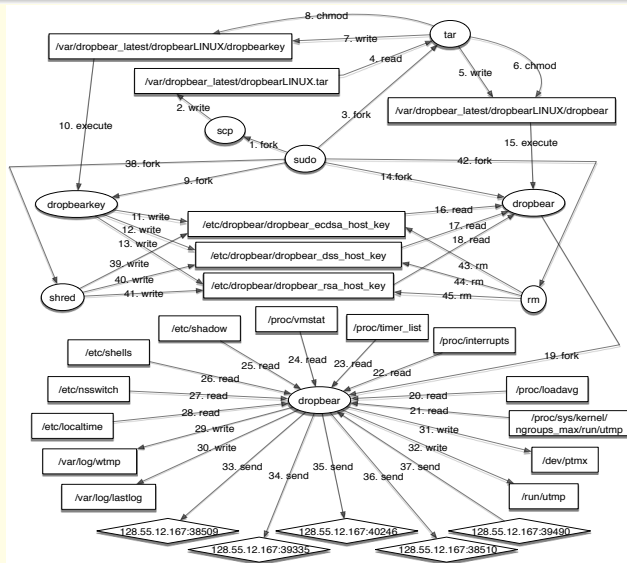 8. chmod
/var/dropbear_latest/dropbearLINUX/dropbearkey
7. write
tar
4. read
6. chmod
/var/dropbear_latest/dropbearLINUX.tar
5. write
2. write
3. fork
/var/dropbear_latest/dropbearLINUX/dropbear
10. execute
scp
15. execute
1. fork
38. fork
sudo
42. fork
9. fork
14.fork
dropbearkey
dropbear
11. write
/etc/dropbear/dropbear_ecdsa_host_key
16. read
12. write
17. read
13. write
/etc/dropbear/dropbear_dss_host_key
18. read
39. write
43. rm
40. write
/etc/dropbear/dropbear_rsa_host_key
44. rm
shred
41. write
45. rm
rm
/proc/vmstat
/etc/shadow
/proc/timer_list
/proc/interrupts
/etc/shells
24. read
23. read
19. fork
25. read
22. read
26. read
/etc/nsswitch
27. read
20. read
/proc/loadavg
dropbear
28. read
21. read
/etc/localtime
/proc/sys/kernel/
ngroups_max/run/utmp
29. write
31. write
/var/log/wtmp
30. write
32. write
/dev/ptmx
33. send
35. send
37. send
34. send
36. send
/var/log/lastlog
/run/utmp
128.55.12.167:38509
128.55.12.167:40246
128.55.12.167:39490
128.55.12.167:39335
128.55.12.167:38510